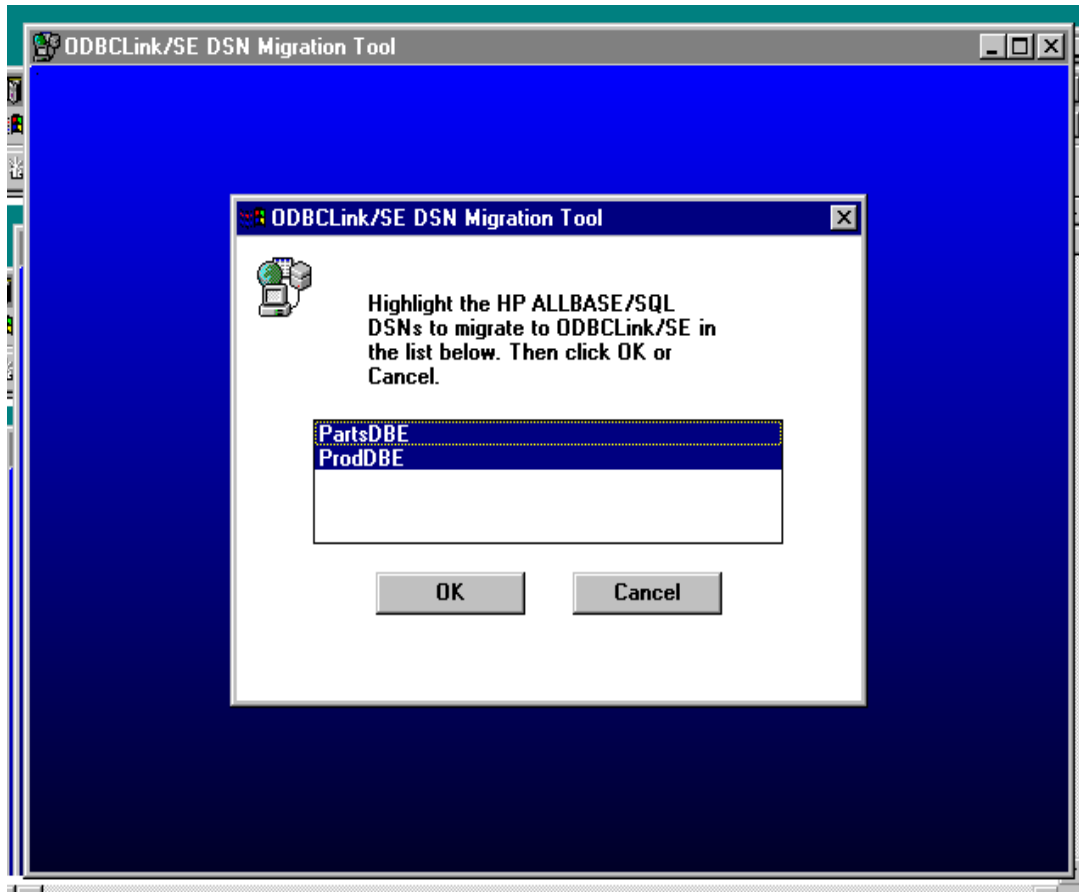 ODBCLink/SE DSN Migration Tool
ODBCLink/SE DSN Migration Tool
Highlight the HP ALLBASE/SQL
DSNs to migrate to ODBCLink/SE in
the list below. Then click OK or
Cancel.
PartsDBE
ProdDBE
OK
Cancel